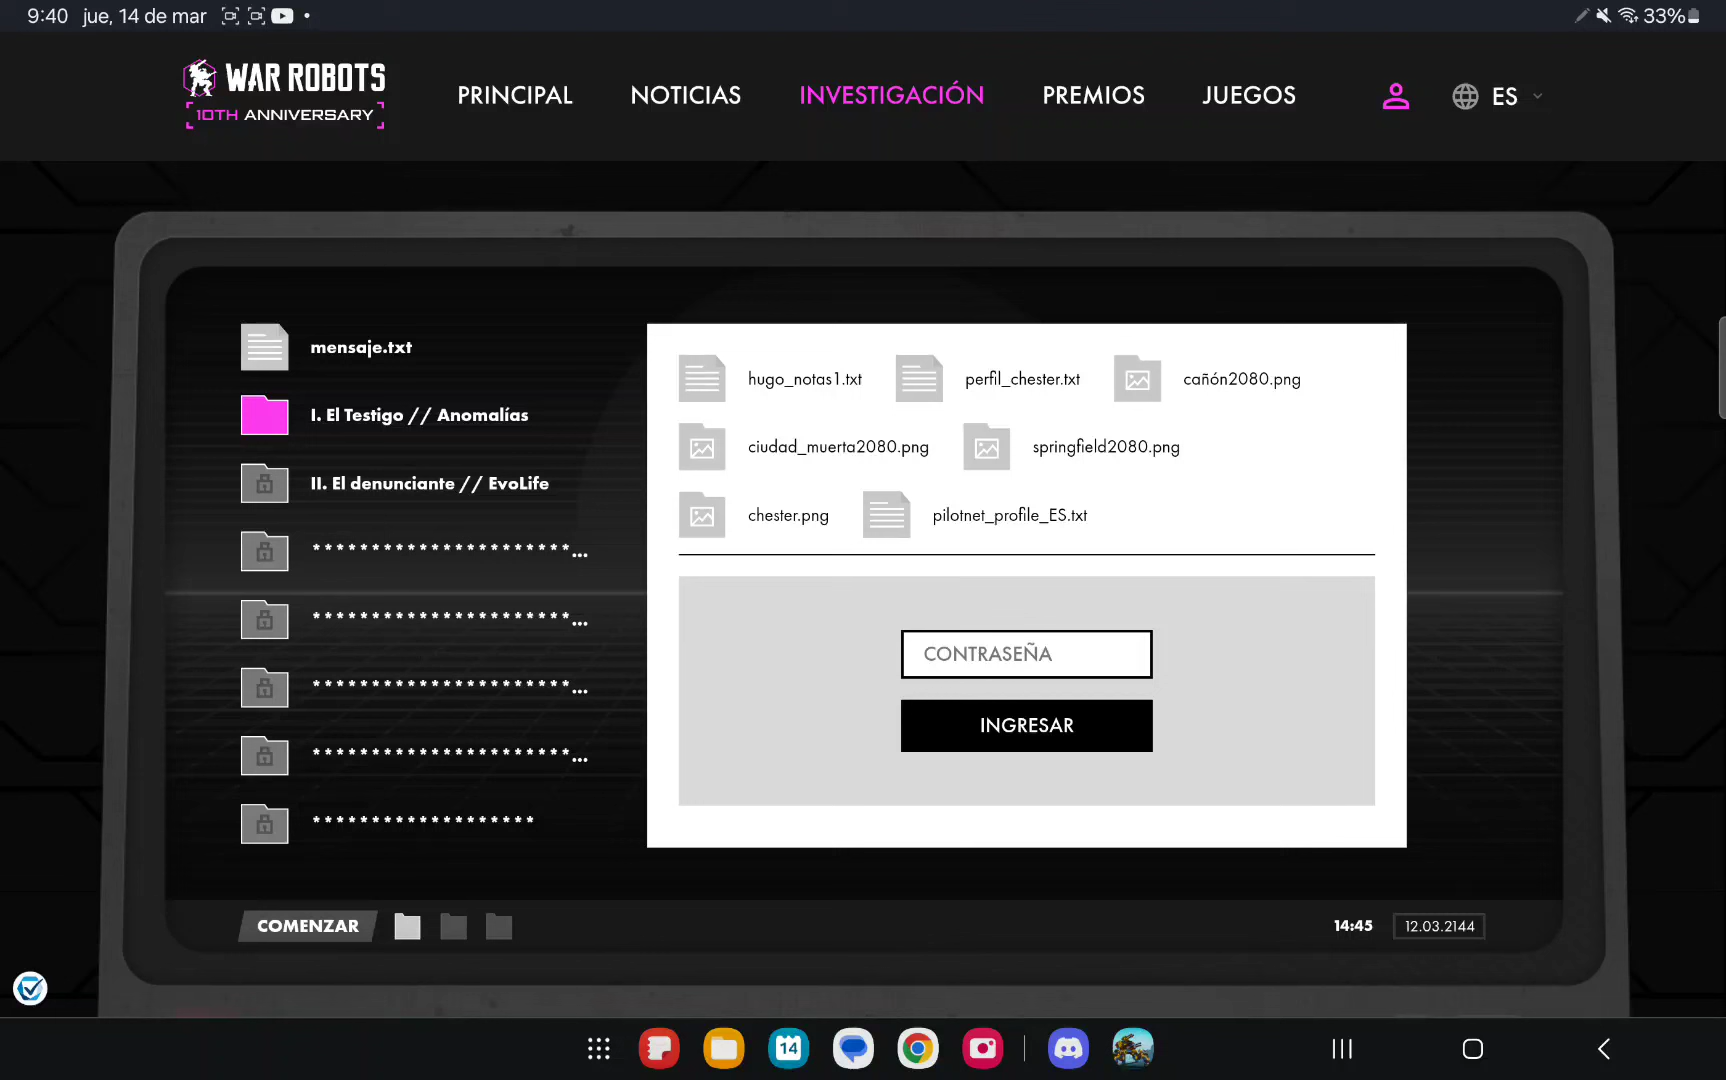 9:40 jue, 14 de mar
33%
WAR ROBOTS
10TH ANNIVERSARY
PRINCIPAL
NOTICIAS
INVESTIGACIÓN
PREMIOS
JUEGOS
ES
mensaje.txt
I. El Testigo // Anomalías
II. El denunciante // EvoLife
**********************...
**********************...
**********************...
**********************...
*******************
hugo_notas1.txt
perfil_chester.txt
cañón2080.png
ciudad_muerta2080.png
springfield2080.png
chester.png
pilotnet_profile_ES.txt
CONTRASEÑA
INGRESAR
COMENZAR
14:45
12.03.2144
14